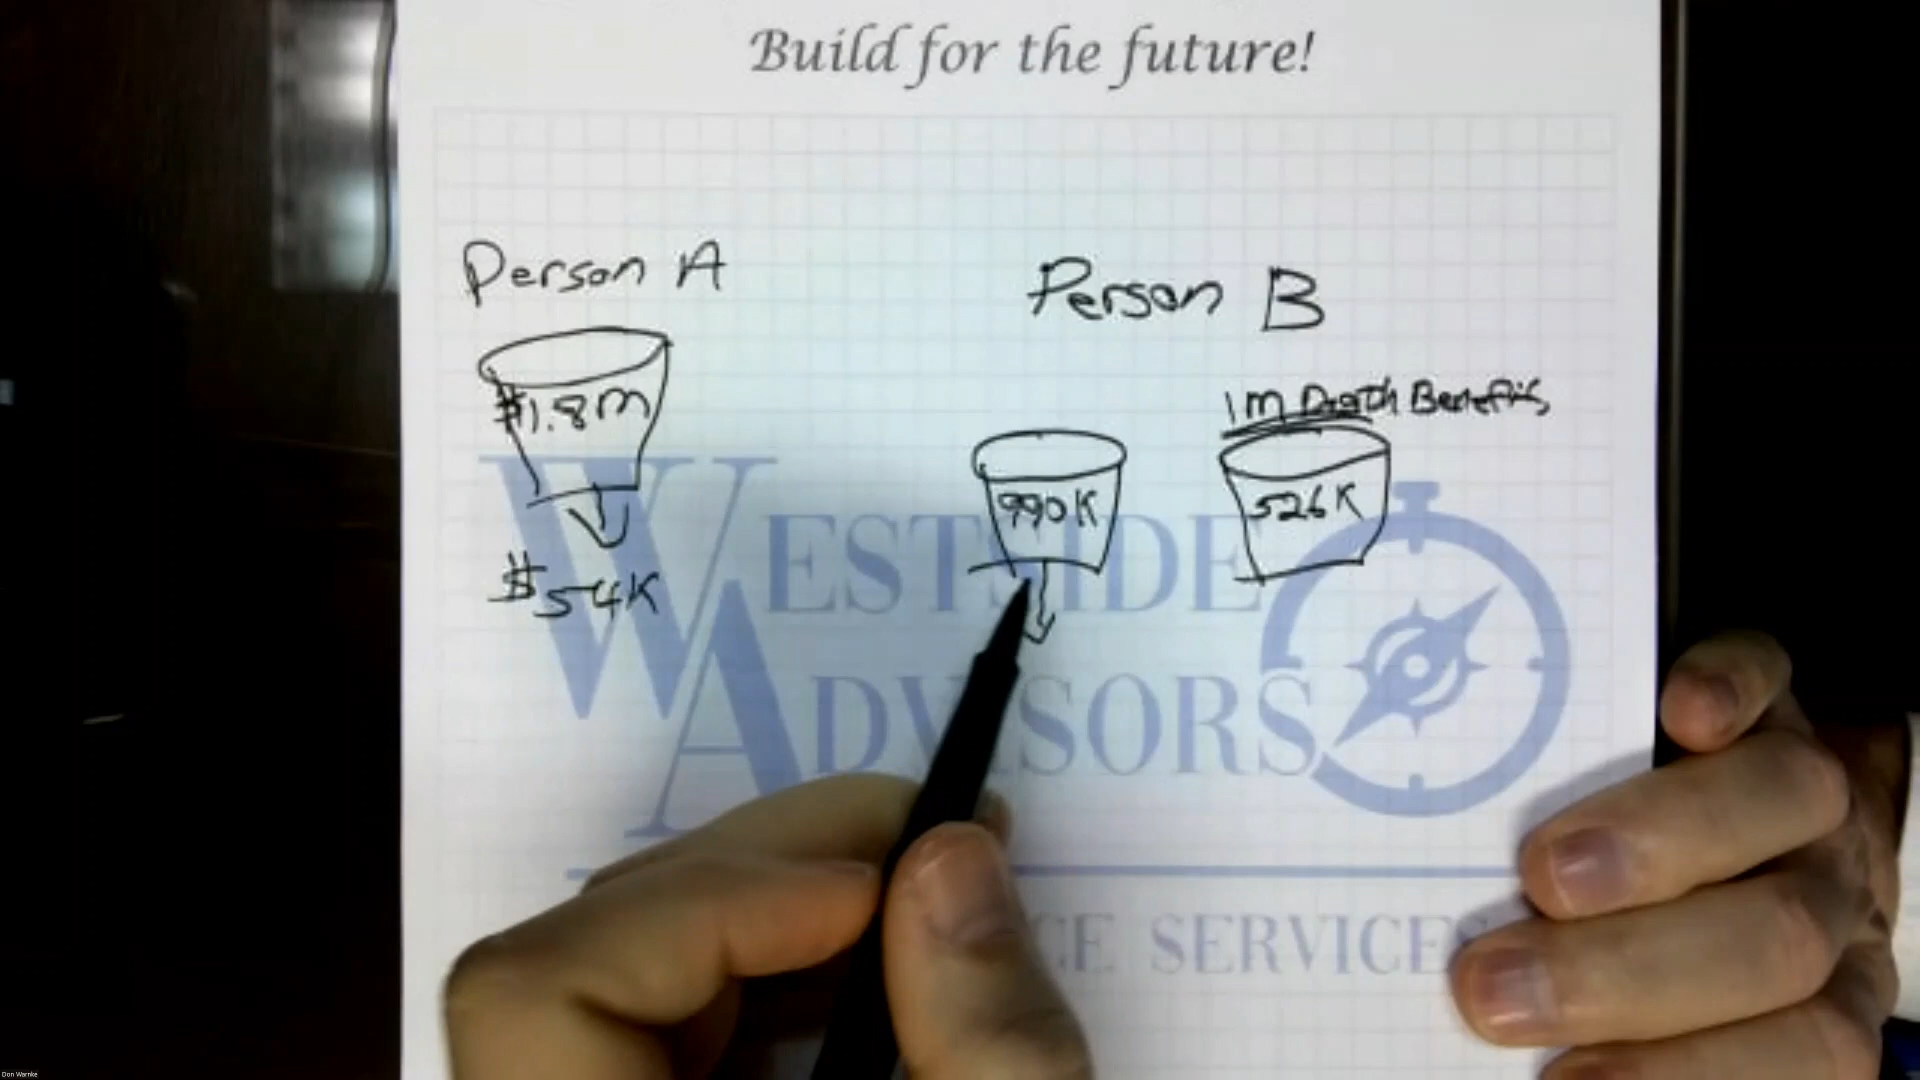 Build for the future!
Person A
Person B
$1.8m
1m Death Benefits
990K
526K
$54K
WESTSIDE
ADVISORS
CE SERVICES
Don Warnke